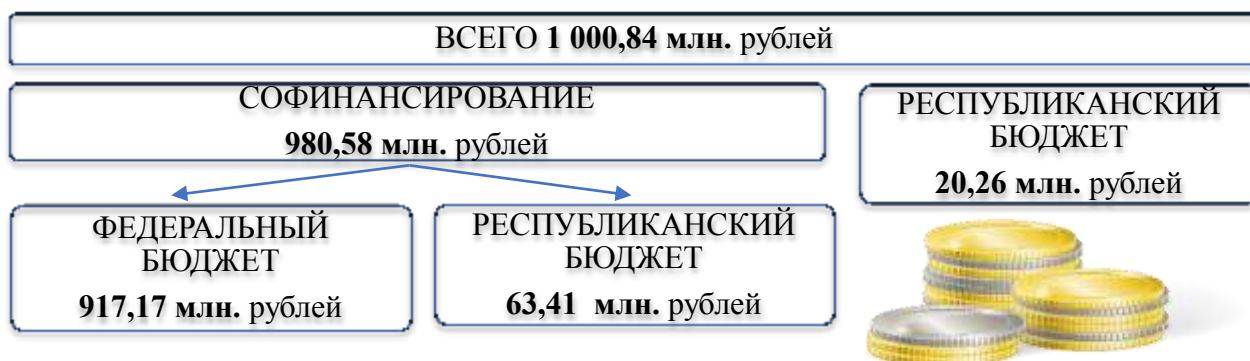 ВСЕГО 1 000,84 млн. рублей
СОФИНАНСИРОВАНИЕ
980,58 млн. рублей
РЕСПУБЛИКАНСКИЙ
БЮДЖЕТ
20,26 млн. рублей
ФЕДЕРАЛЬНЫЙ
БЮДЖЕТ
917,17 млн. рублей
РЕСПУБЛИКАНСКИЙ
БЮДЖЕТ
63,41 млн. рублей